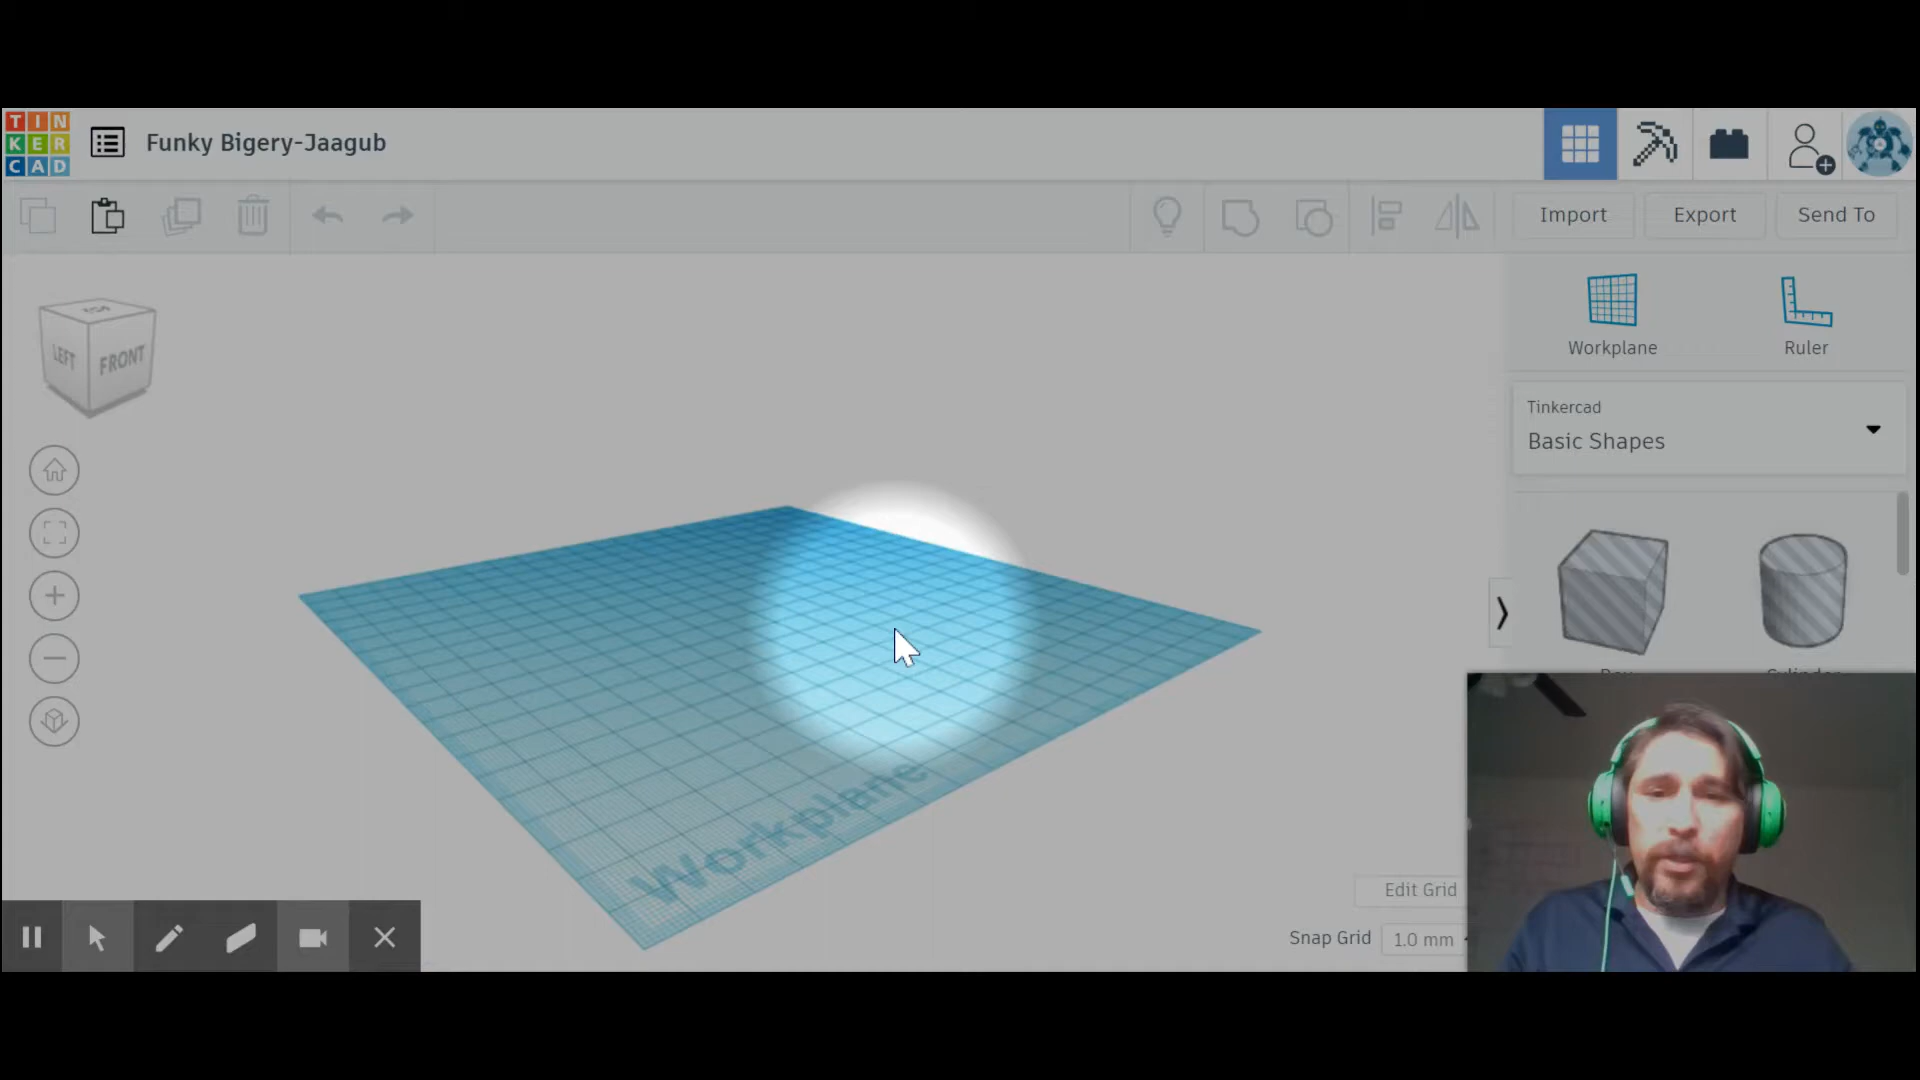 TIN
KER
CAD
Funky Bigery-Jaagub
Import
Export
Send To
LEFT
FRONT
Workplane
Ruler
Tinkercad
Basic Shapes
Workplane
Edit Grid
Snap Grid
1.0 mm